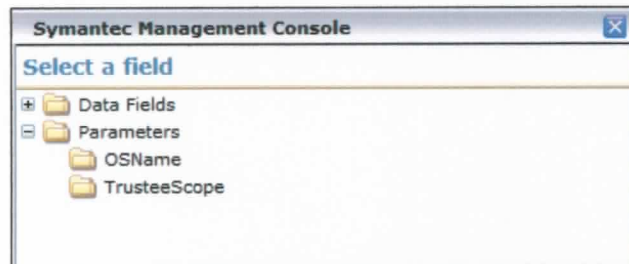 Symantec Management Console
Select a field
Data Fields
Parameters
OSName
TrusteeScope